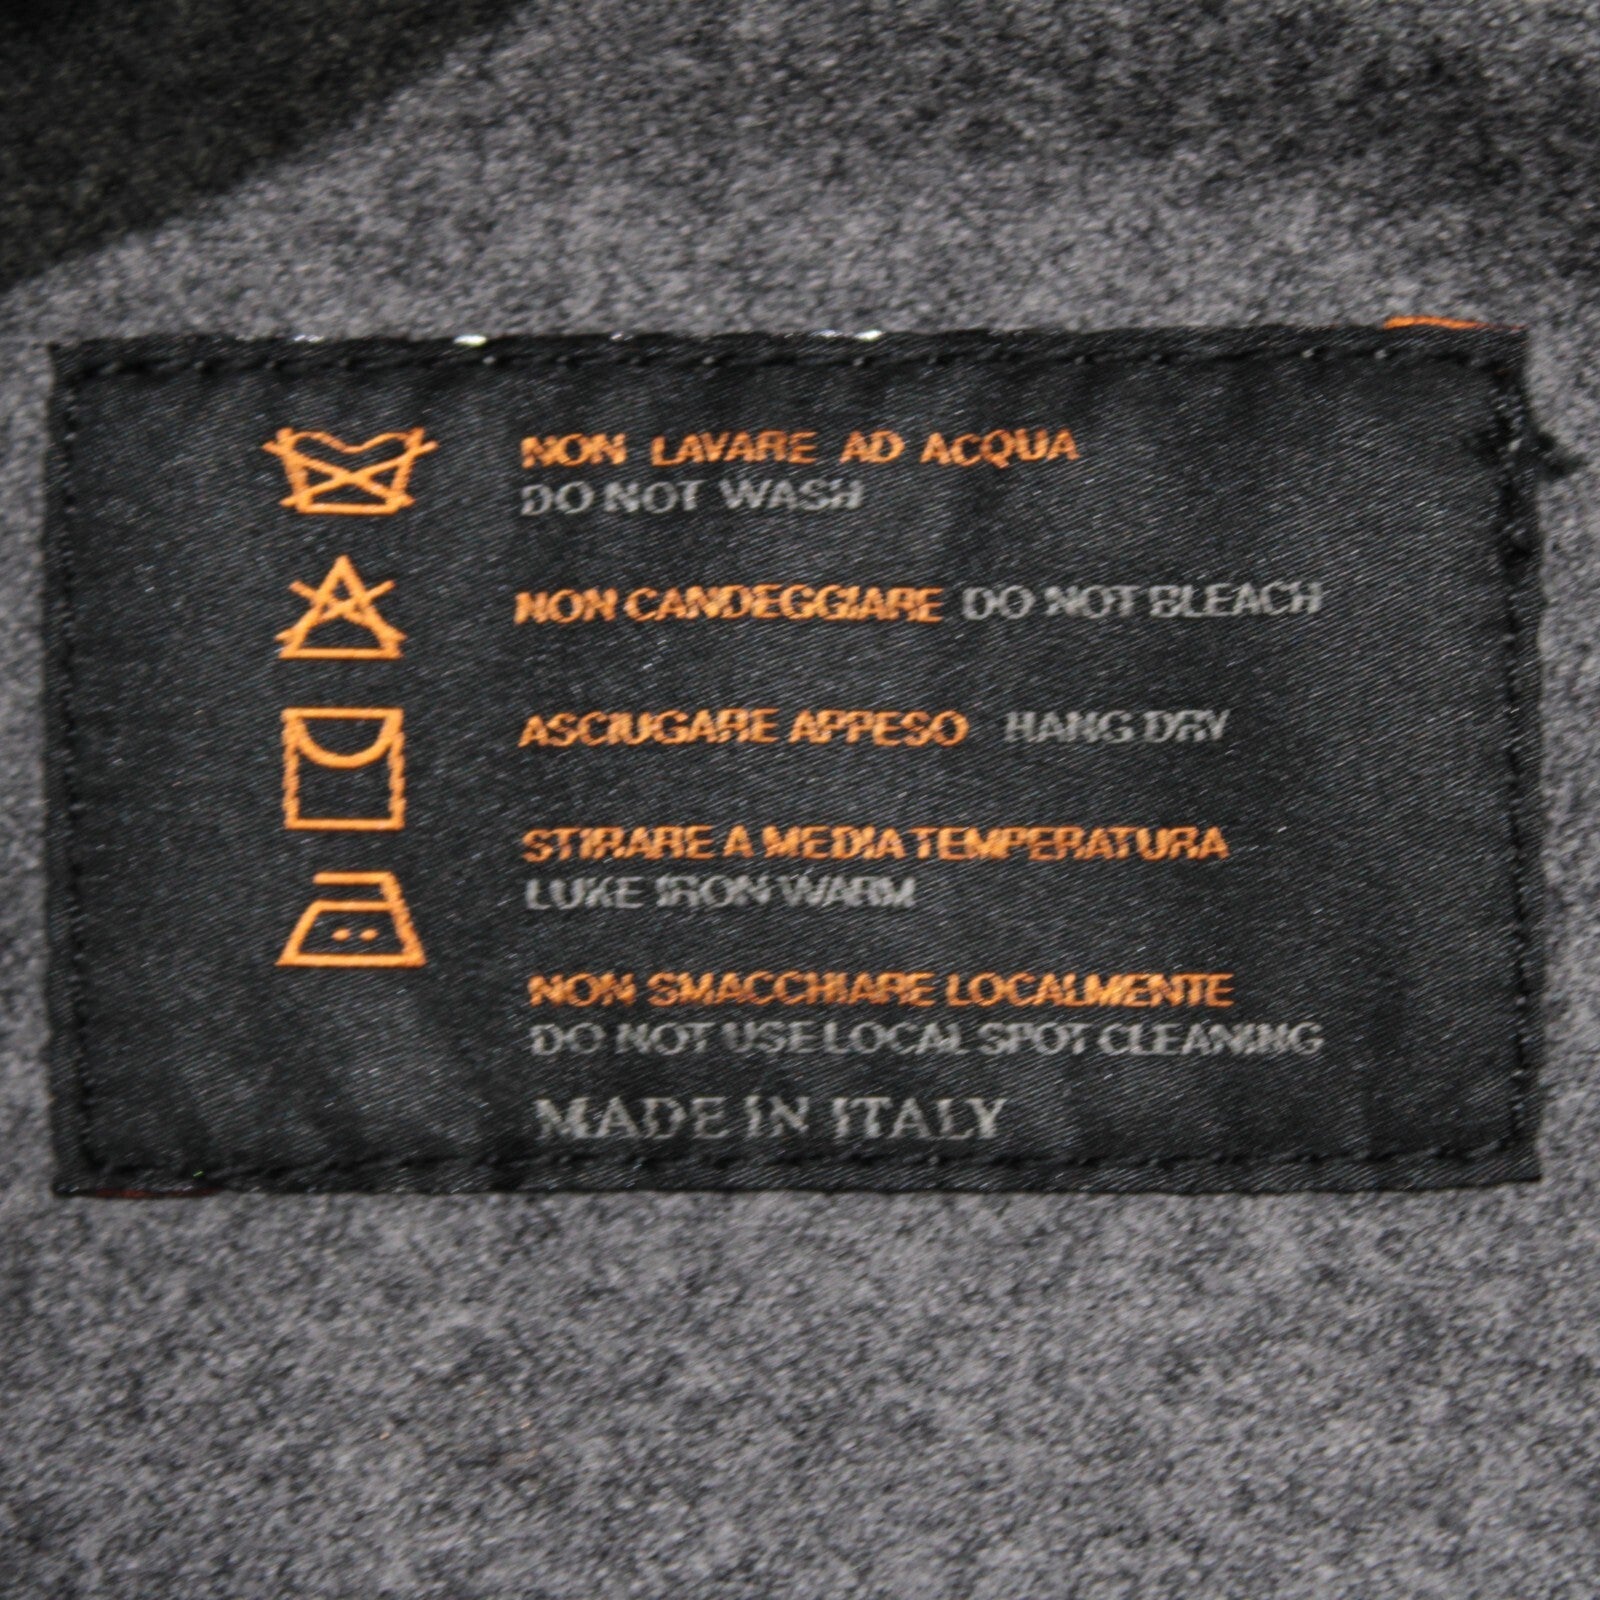 NON LAVARE AD ACQUA
DO NOT WASH
NON CANDEGGIARE DO NOT BLEACH
ASCIUGARE APPESO HANG DRY
STIRARE A MEDIA TEMPERATURA
LUKE IRON WARM
NON SMACCHIARE LOCALMENTE
DO NOT USE LOCAL SPOT CLEANING
MADE IN ITALY